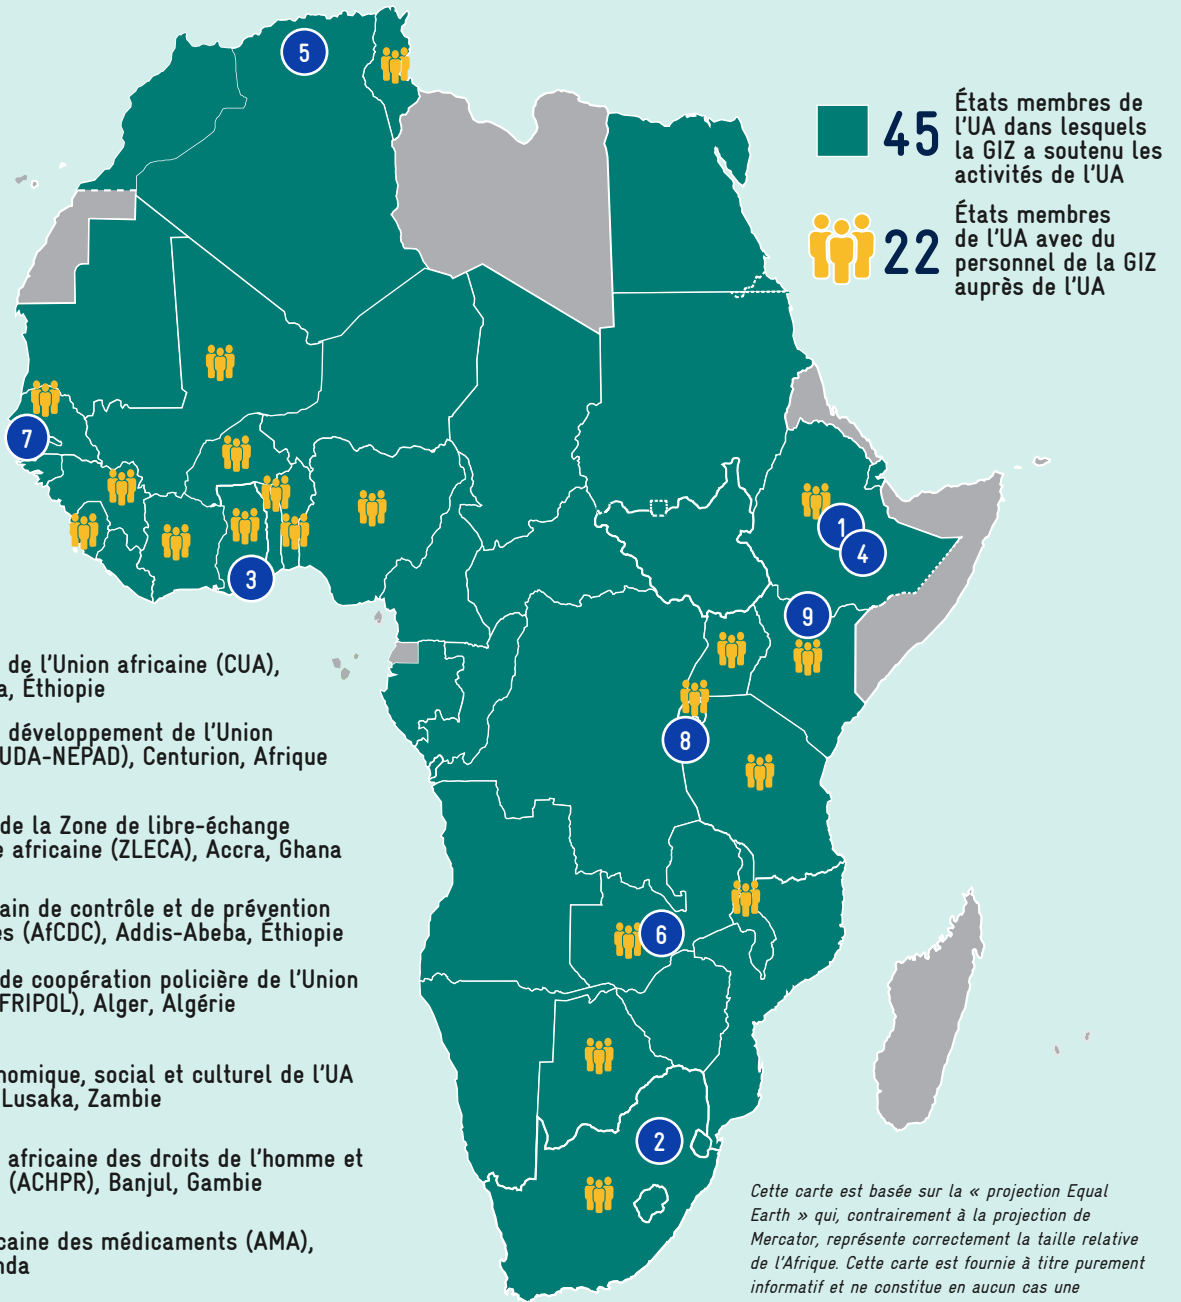 45
États membres de
l'UA dans lesquels
la GIZ a soutenu les
activités de l'UA
22
États membres
de l'UA avec du
personnel de la GIZ
auprès de l'UA
5
7
3
1
4
9
8
6
2
de l'Union africaine (CUA),
a, Éthiopie
développement de l'Union
UDA-NEPAD), Centurion, Afrique
de la Zone de libre-échange
e africaine (ZLECA), Accra, Ghana
ain de contrôle et de prévention
es (AfCDC), Addis-Abeba, Éthiopie
de coopération policière de l'Union
FRIPOL), Alger, Algérie
nomique, social et culturel de l'UA
Lusaka, Zambie
africaine des droits de l'homme et
(ACHPR), Banjul, Gambie
icaine des médicaments (AMA),
nda
Cette carte est basée sur la « projection Equal
Earth » qui, contrairement à la projection de
Mercator, représente correctement la taille relative
de l'Afrique. Cette carte est fournie à titre purement
informatif et ne constitue en aucun cas une